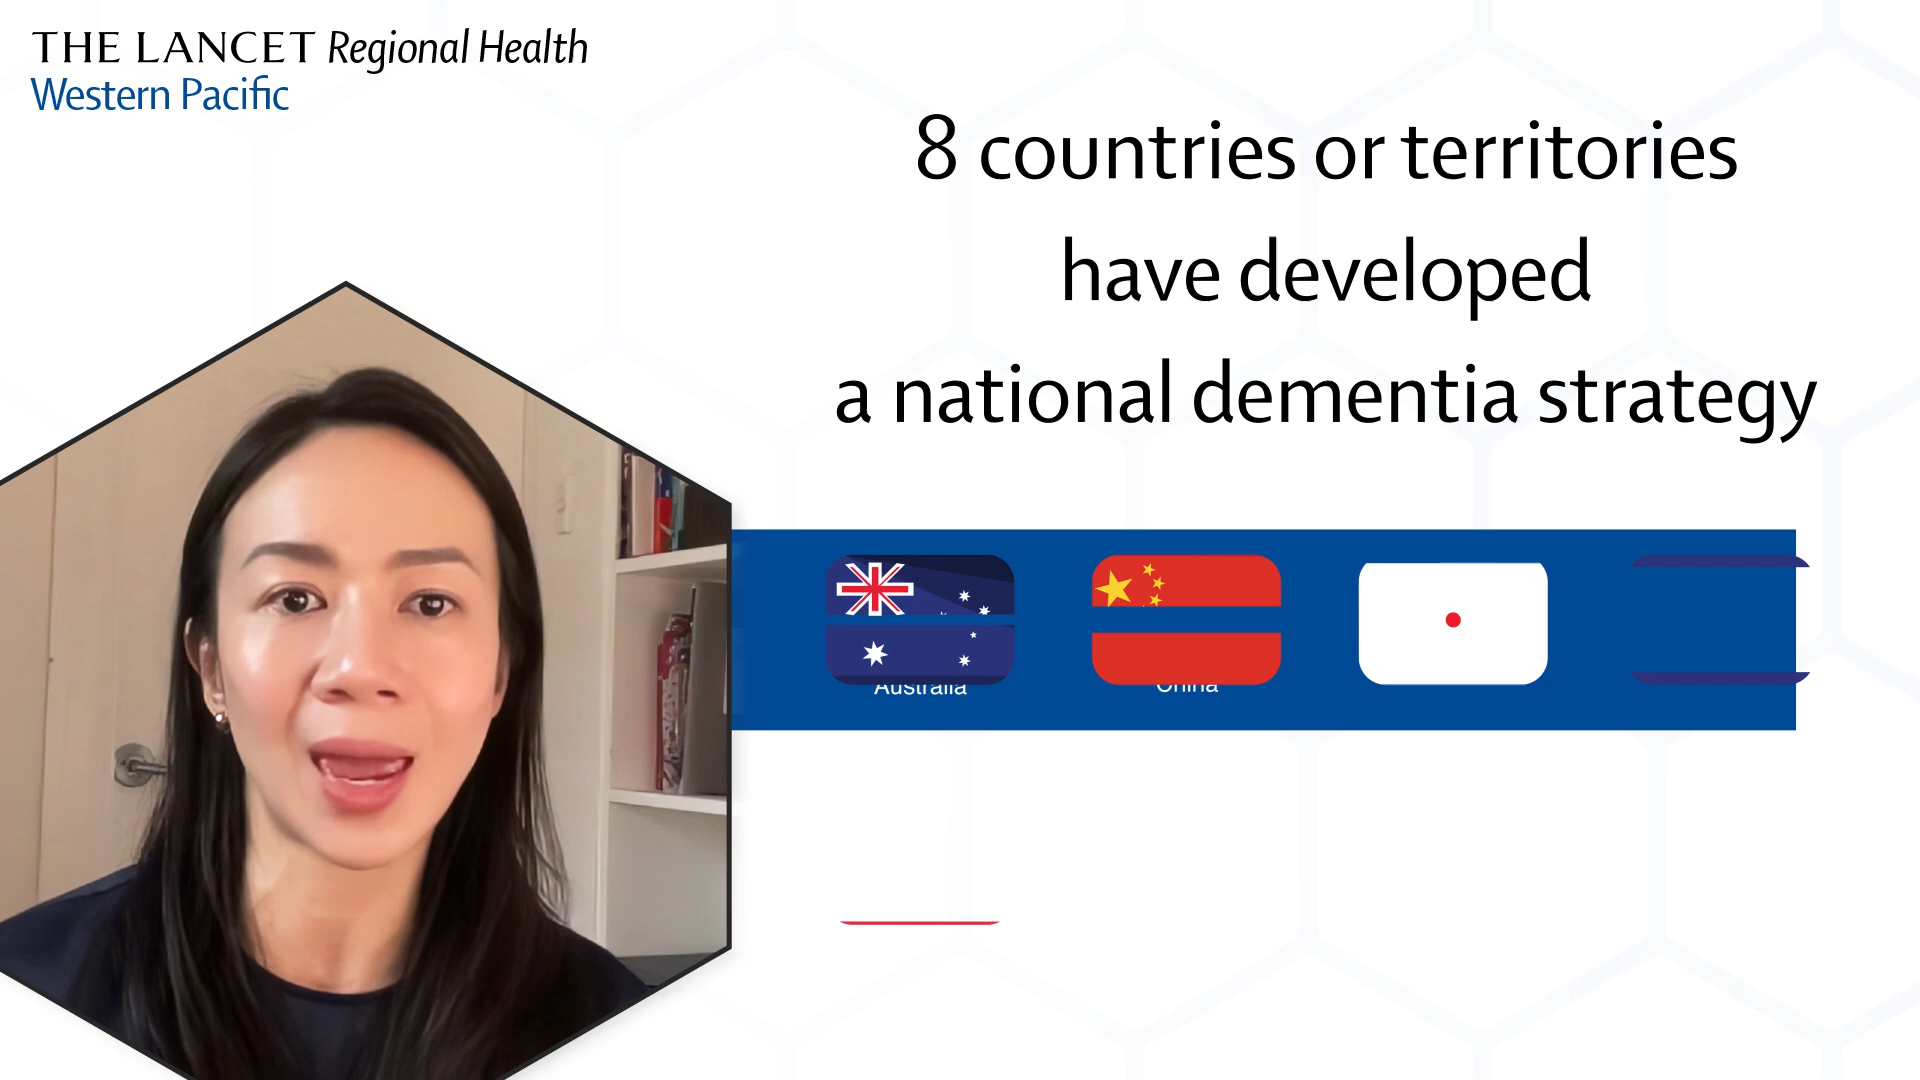 THE LANCET Regional Health
Western Pacific
8 countries or territories
have developed
a national dementia strategy
Australia
China